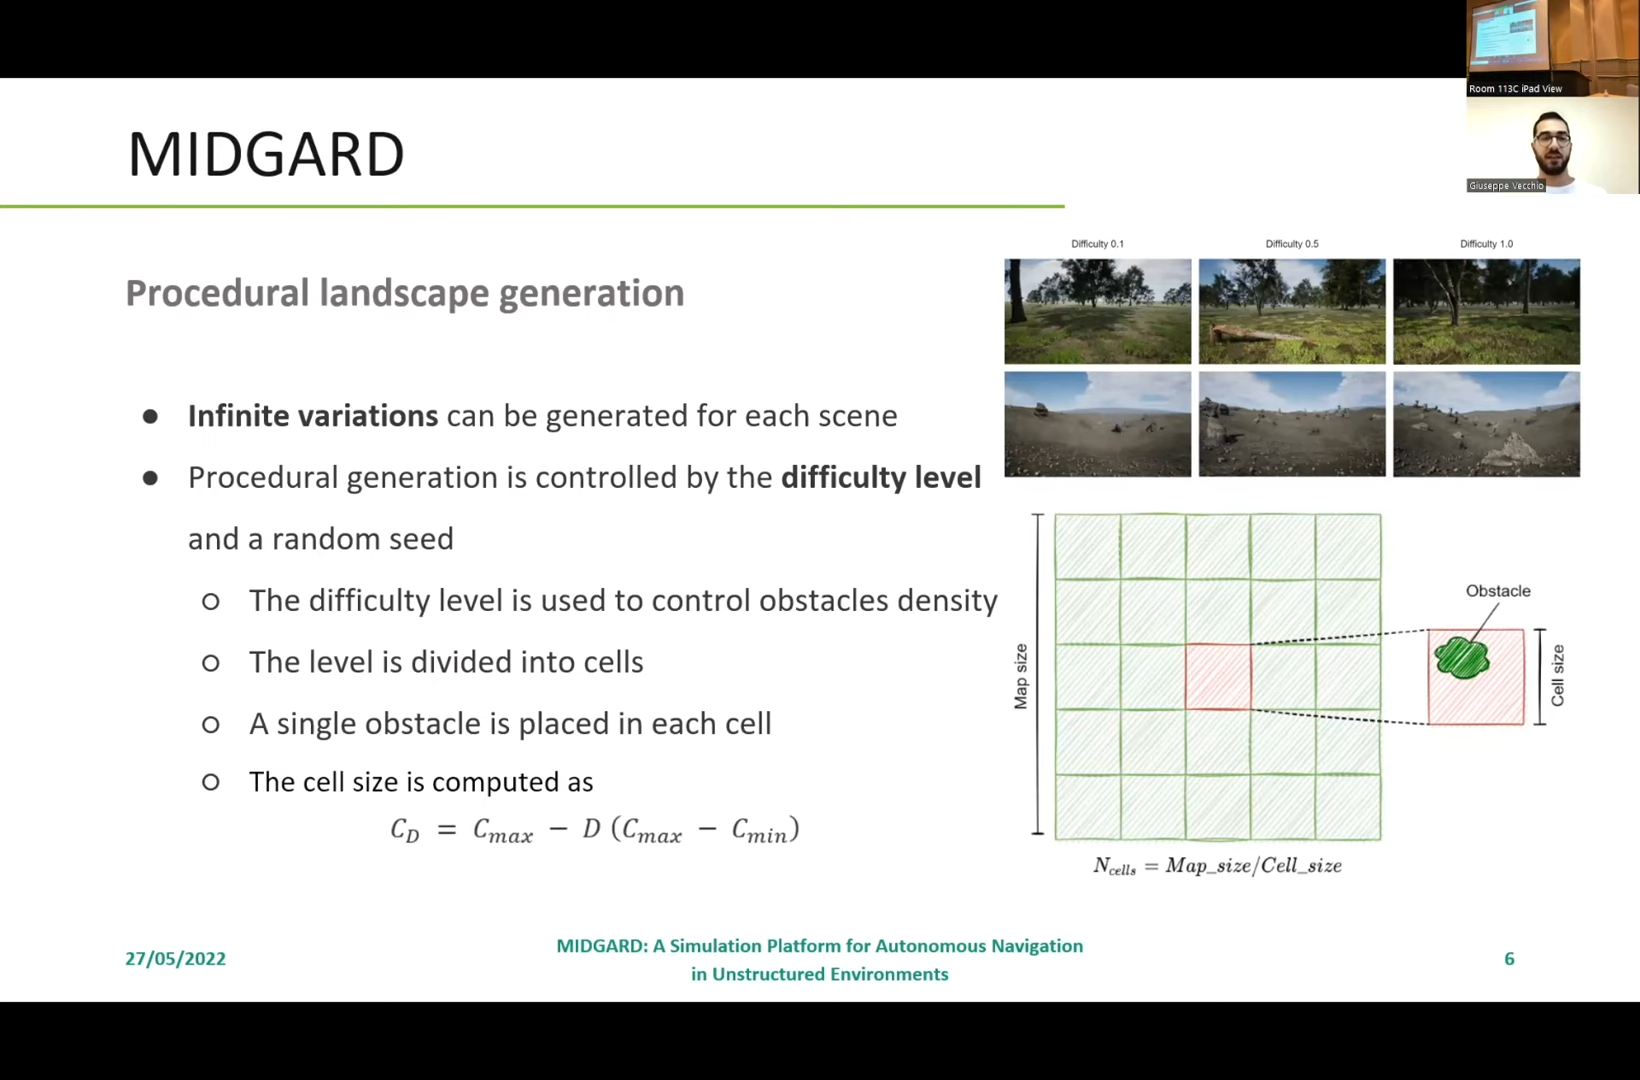 Room 113C iPad View
Giuseppe Vecchio
MIDGARD
Procedural landscape generation
● Infinite variations can be generated for each scene
● Procedural generation is controlled by the difficulty level
and a random seed
○ The difficulty level is used to control obstacles density
○ The level is divided into cells
○ A single obstacle is placed in each cell
○ The cell size is computed as
C_D = C_max − D (C_max − C_min)
Difficulty 0.1
Difficulty 0.5
Difficulty 1.0
Map size
Obstacle
Cell size
N_cells = Map_size/Cell_size
27/05/2022
MIDGARD: A Simulation Platform for Autonomous Navigation
in Unstructured Environments
6